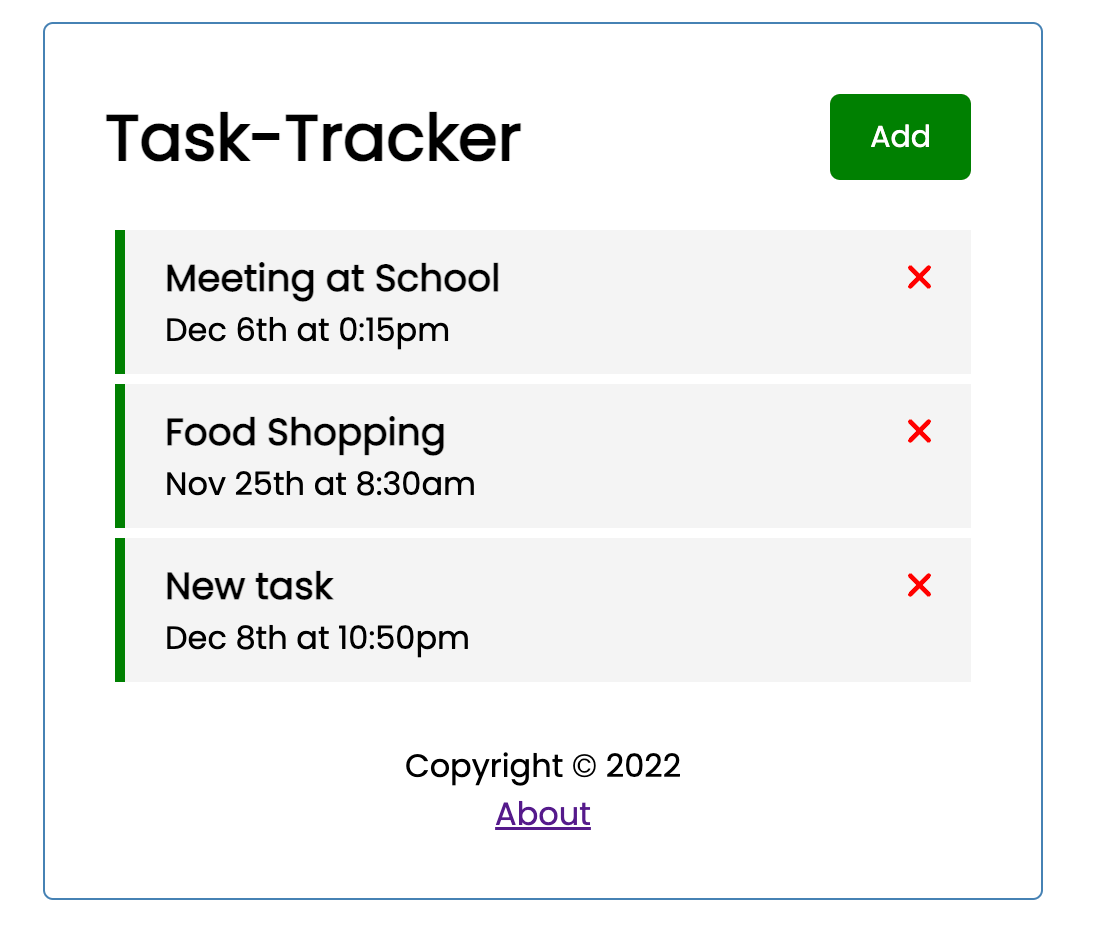 Task-Tracker
Add
Meeting at School
Dec 6th at 0:15pm
Food Shopping
Nov 25th at 8:30am
New task
Dec 8th at 10:50pm
Copyright © 2022
About